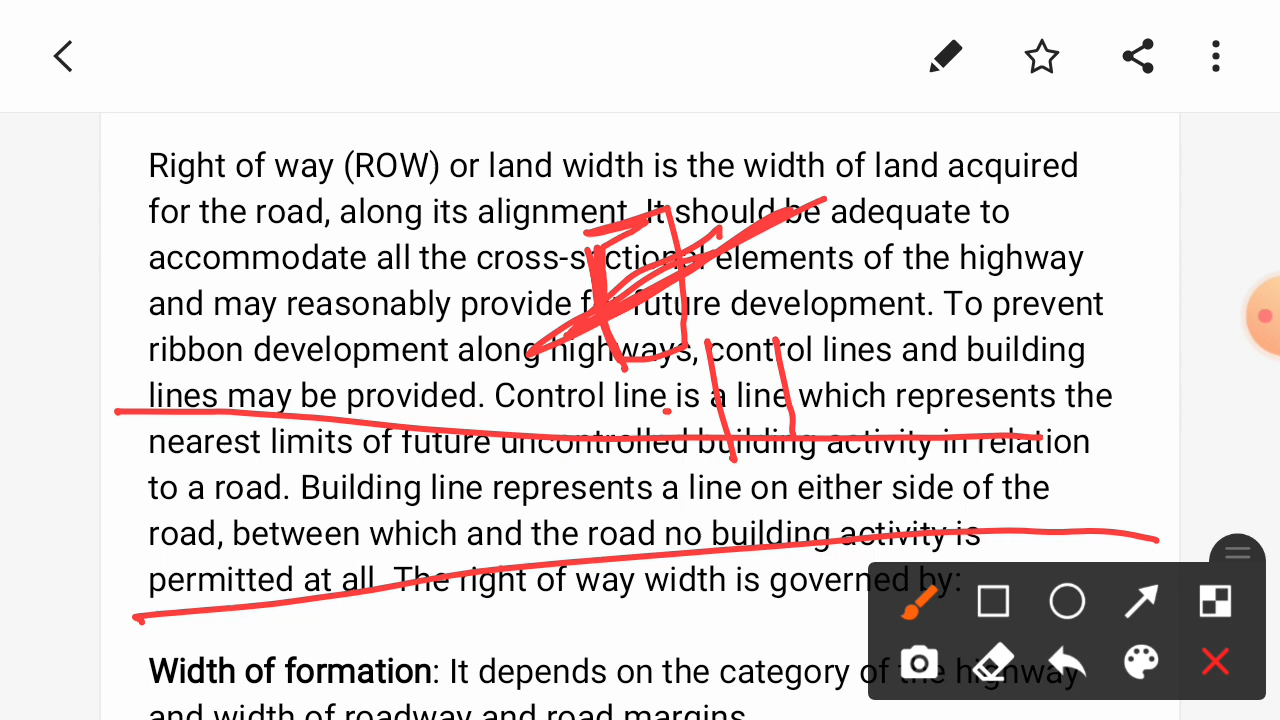 Right of way (ROW) or land width is the width of land acquired
for the road, along its alignment. It should be adequate to
accommodate all the cross-sectional elements of the highway
and may reasonably provide for future development. To prevent
ribbon development along highways, control lines and building
lines may be provided. Control line is a line which represents the
nearest limits of future uncontrolled building activity in relation
to a road. Building line represents a line on either side of the
road, between which and the road no building activity is
permitted at all. The right of way width is governed by:
Width of formation: It depends on the category of the highway
and width of roadway and road margins.